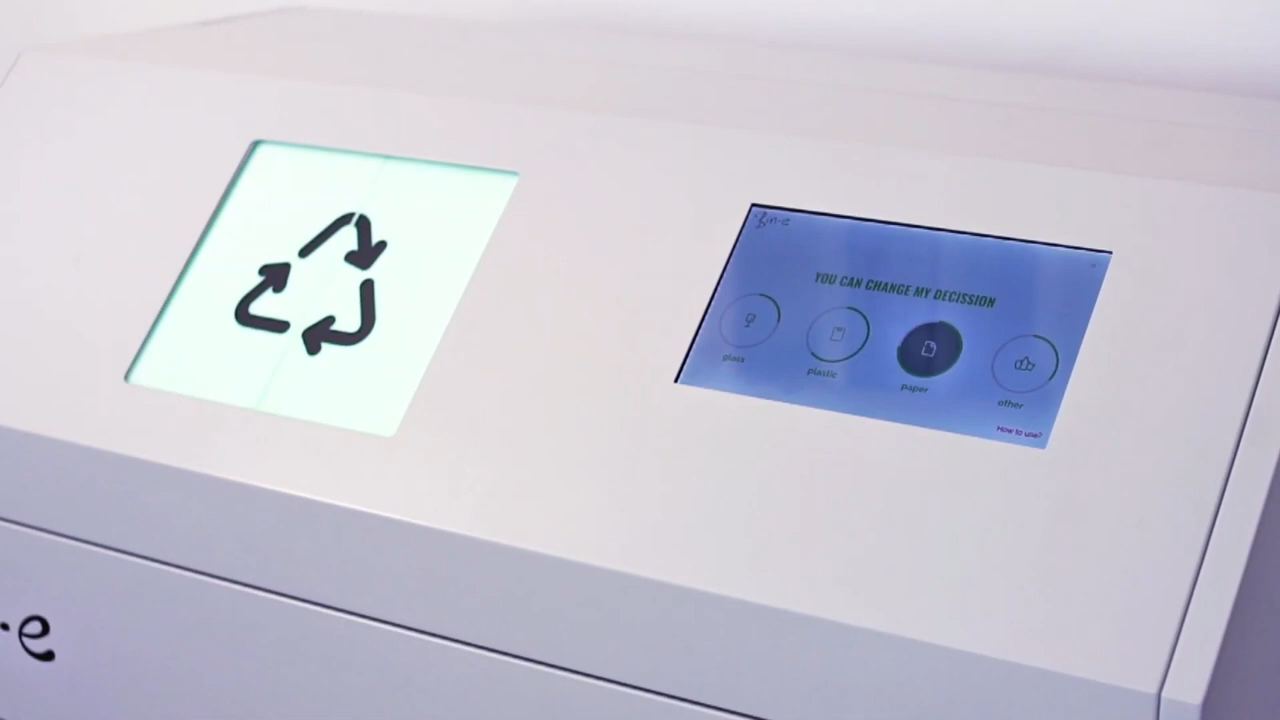 Bin-e
YOU CAN CHANGE MY DECISSION
glass
plastic
paper
other
How to use?
-e